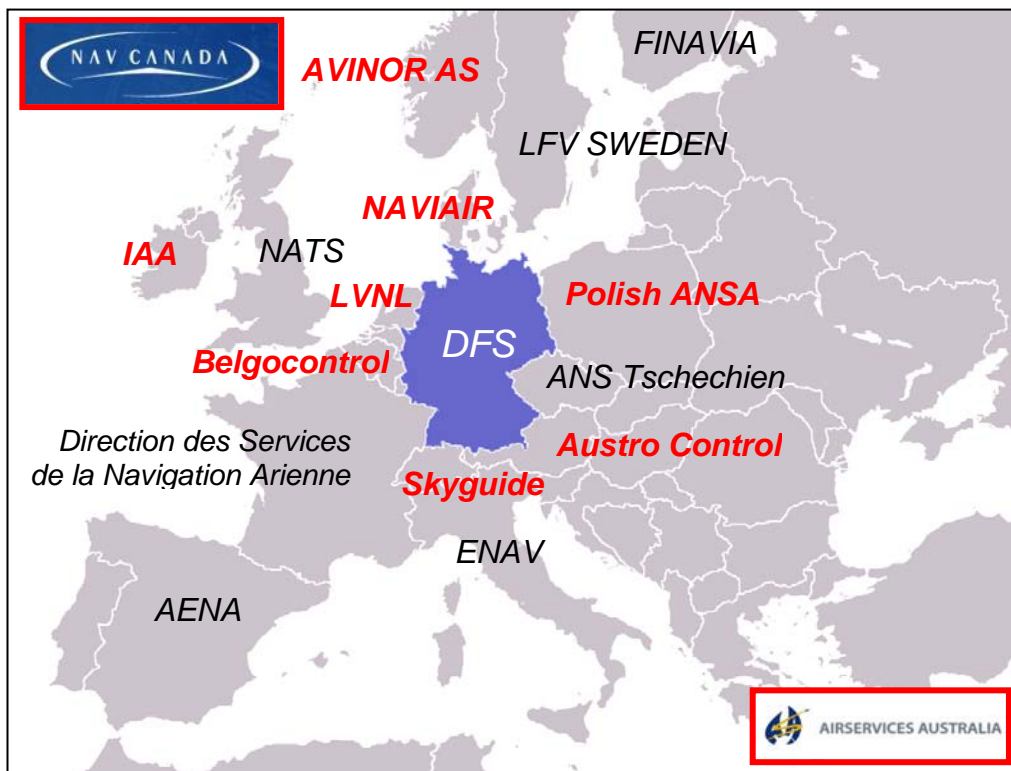 NAV CANADA
FINAVIA
AVINOR AS
LFV SWEDEN
NAVIAIR
IAA
NATS
LVNL
Polish ANSA
DFS
Belgocontrol
ANS Tschechien
Direction des Services
de la Navigation Arienne
Austro Control
Skyguide
ENAV
AENA
AIRSERVICES AUSTRALIA